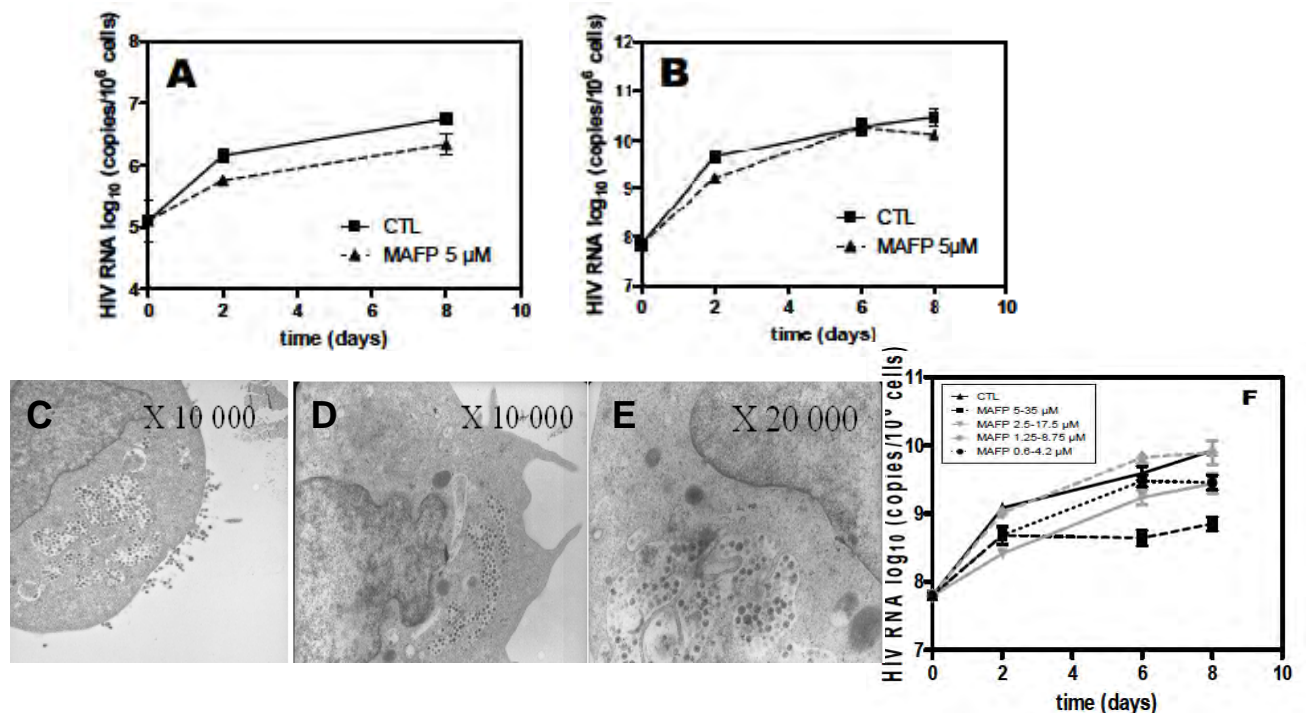 HIV RNA log10 (copies/10⁶ cells)
8
7
6
5
4
A
CTL
MAFP 5 µM
0 2 4 6 8 10
time (days)
HIV RNA log10 (copies/10⁶ cells)
12
11
10
9
8
7
B
CTL
MAFP 5µM
0 2 4 6 8 10
time (days)
C
X 10 000
D
X 10 000
E
X 20 000
HIV RNA log10 (copies/10⁶ cells)
11
10
9
8
7
CTL
MAFP 5-35 µM
MAFP 2.5-17.5 µM
MAFP 1.25-8.75 µM
MAFP 0.6-4.2 µM
F
0 2 4 6 8 10
time (days)